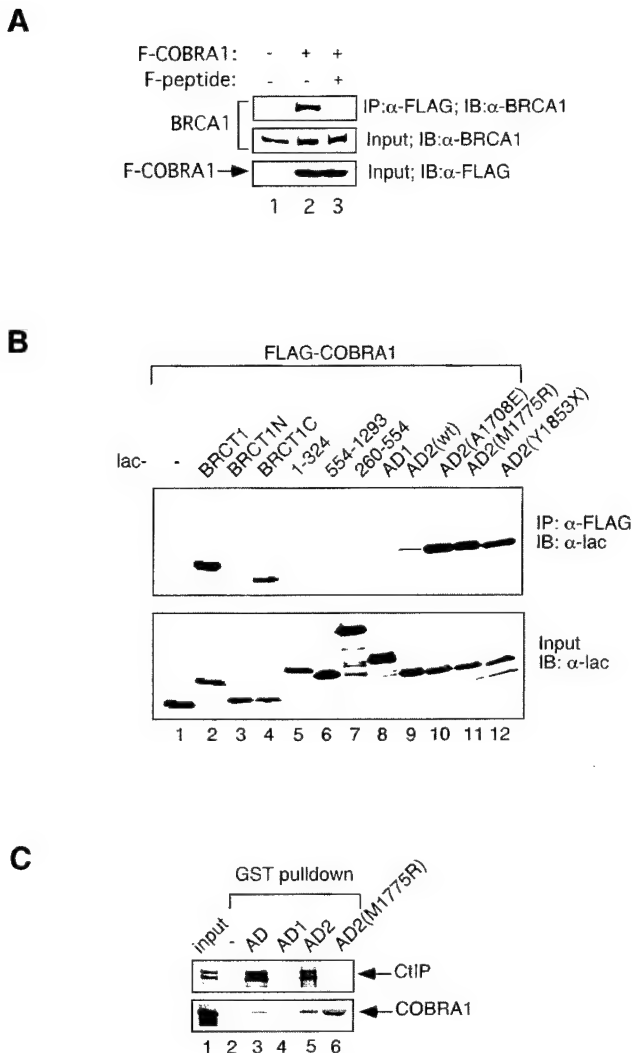 A
F-COBRA1: - + +
F-peptide: - - +
BRCA1
IP:α-FLAG; IB:α-BRCA1
Input; IB:α-BRCA1
F-COBRA1
Input; IB:α-FLAG
1 2 3
B
FLAG-COBRA1
lac- - BRCT1 BRCT1N BRCT1C 1-324 554-1293 260-554 AD1 AD2(wt) AD2(A1708E) AD2(M1775R) AD2(Y1853X)
IP: α-FLAG
IB: α-lac
Input
IB: α-lac
1 2 3 4 5 6 7 8 9 10 11 12
C
GST pulldown
input - AD AD1 AD2 AD2(M1775R)
CtIP
COBRA1
1 2 3 4 5 6